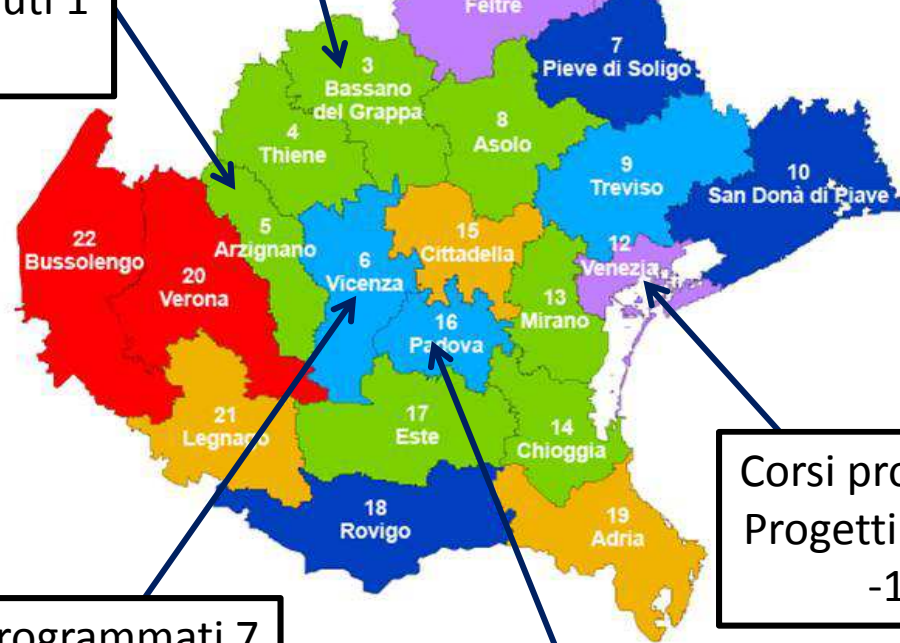 uti 1
Feltre
7
Pieve di Soligo
3
Bassano
del Grappa
8
Asolo
4
Thiene
9
Treviso
10
San Donà di Piave
5
Arzignano
15
Cittadella
12
Venezia
22
Bussolengo
6
Vicenza
20
Verona
13
Mirano
16
Padova
21
Legnago
17
Este
14
Chioggia
18
Rovigo
19
Adria
Corsi pro
Progetti
-1
rogrammati 7